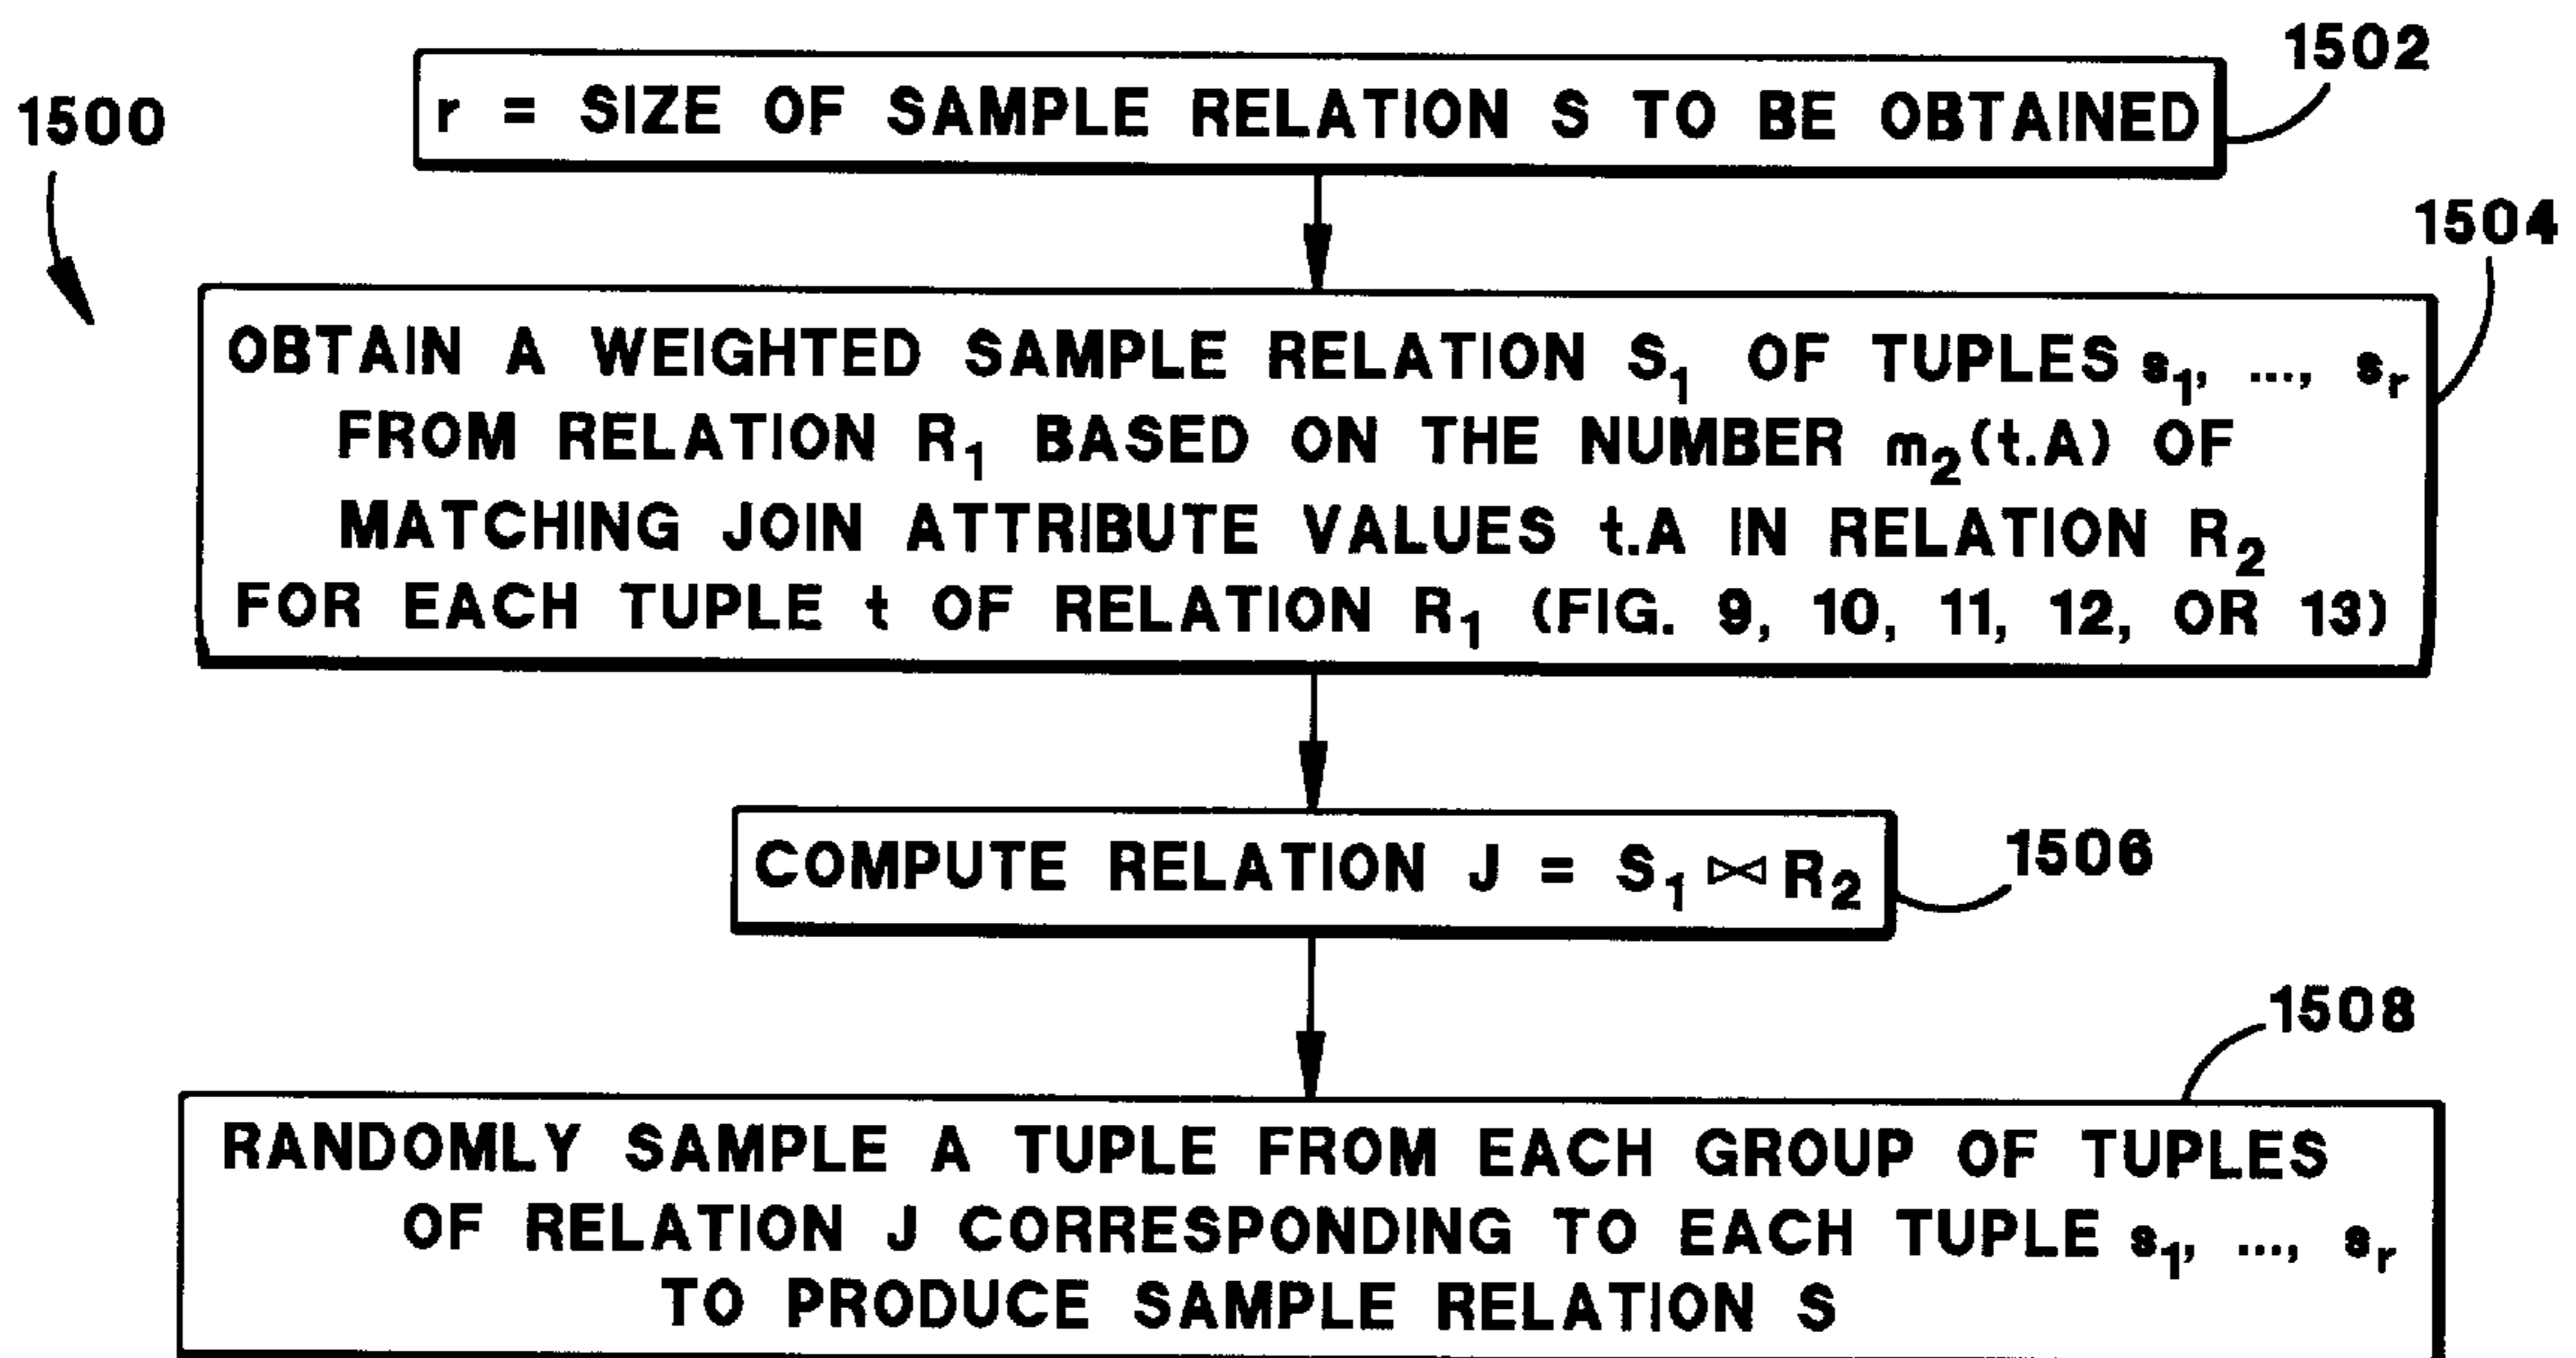 1500
1502
r = SIZE OF SAMPLE RELATION S TO BE OBTAINED
1504
OBTAIN A WEIGHTED SAMPLE RELATION S₁ OF TUPLES s₁, ..., sᵣ
FROM RELATION R₁ BASED ON THE NUMBER m₂(t.A) OF
MATCHING JOIN ATTRIBUTE VALUES t.A IN RELATION R₂
FOR EACH TUPLE t OF RELATION R₁ (FIG. 9, 10, 11, 12, OR 13)
COMPUTE RELATION J = S₁ ⋈ R₂
1506
1508
RANDOMLY SAMPLE A TUPLE FROM EACH GROUP OF TUPLES
OF RELATION J CORRESPONDING TO EACH TUPLE s₁, ..., sᵣ
TO PRODUCE SAMPLE RELATION S